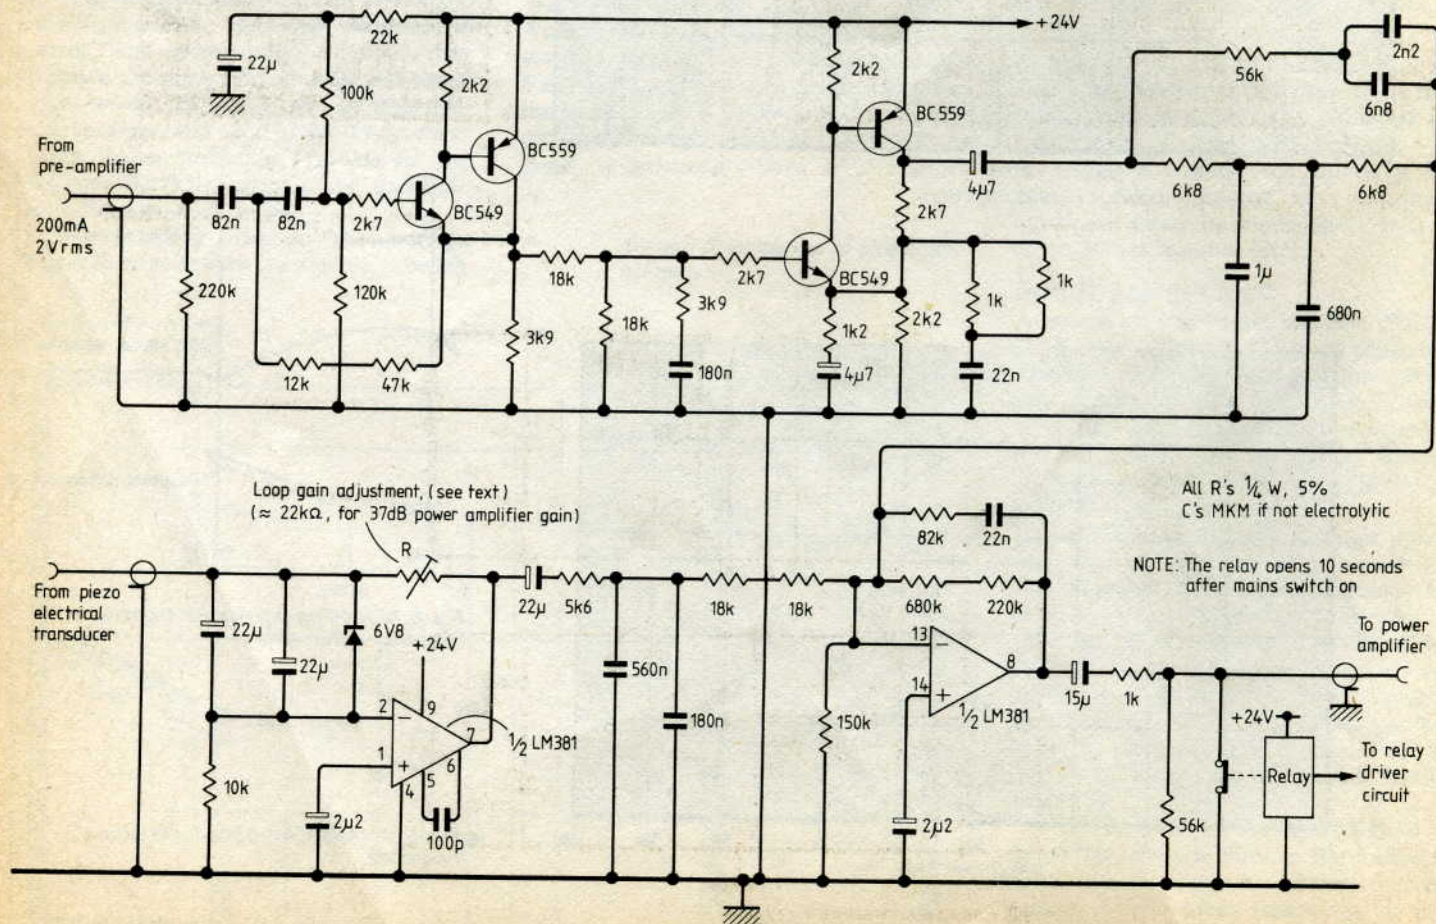 +24V
22k
22µ
100k
2k2
BC559
2k2
BC559
56k
2n2
6n8
From
pre-amplifier
200mA
2Vrms
82n
82n
2k7
BC549
4µ7
6k8
6k8
2k7
220k
120k
18k
18k
3k9
3k9
180n
2k7
BC549
1k2
4µ7
2k2
1k
1k
22n
1µ
680n
12k
47k
Loop gain adjustment, (see text)
(≈ 22kΩ, for 37dB power amplifier gain)
R
All R's ¼ W, 5%
C's MKM if not electrolytic
NOTE: The relay opens 10 seconds
after mains switch on
From piezo
electrical
transducer
22µ
22µ
6V8
+24V
22µ
5k6
18k
18k
82k
22n
680k
220k
560n
180n
2
−
9
7
½ LM381
1
+
5
6
4
10k
2µ2
100p
13
−
8
14
+
½ LM381
150k
2µ2
15µ
1k
56k
To power
amplifier
+24V
Relay
To relay
driver
circuit